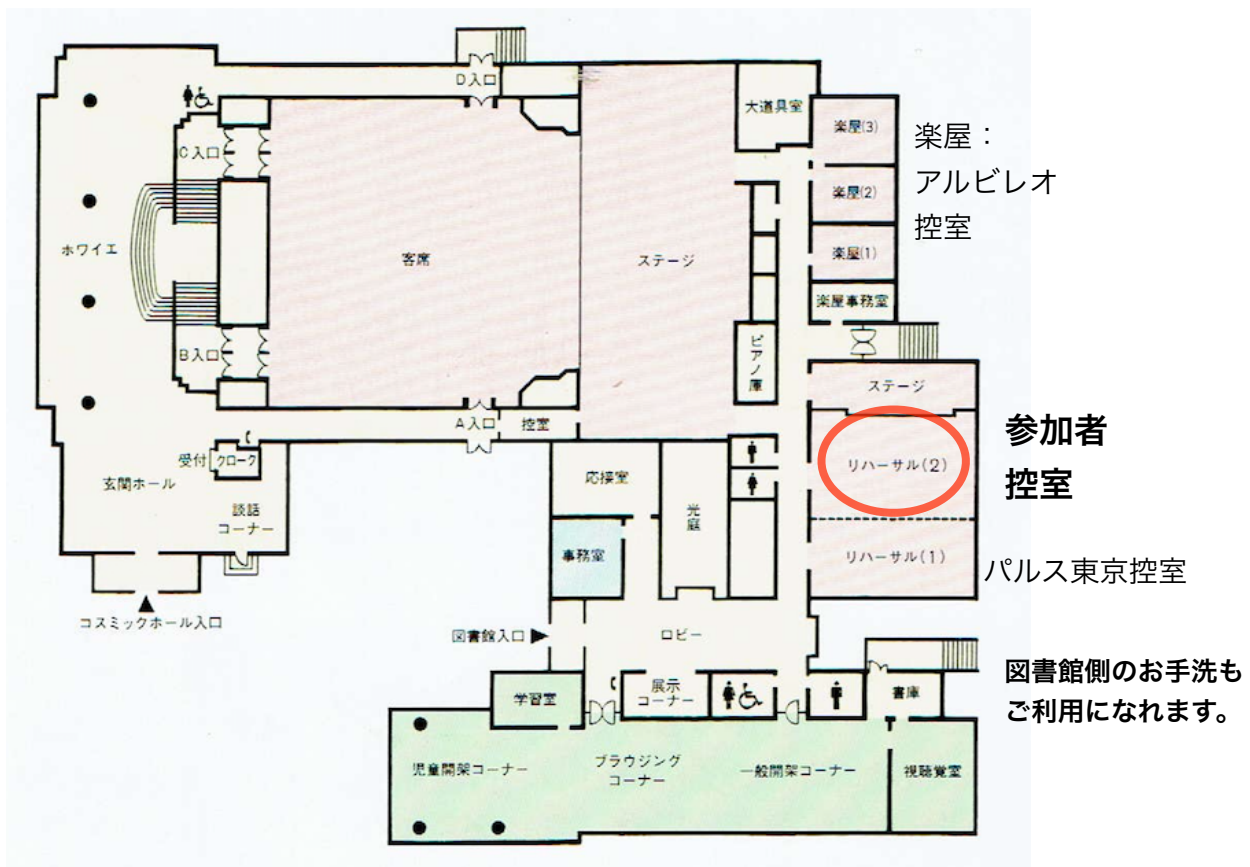 D入口
大道具室
楽屋(3)
楽屋：
アルビレオ
控室
C入口
楽屋(2)
ホワイエ
客席
ステージ
楽屋(1)
楽屋事務室
B入口
ピアノ庫
ステージ
A入口
控室
参加者
控室
受付
クローク
玄関ホール
談話
コーナー
応接室
光庭
リハーサル(2)
事務室
リハーサル(1)
パルス東京控室
コスミックホール入口
図書館入口
ロビー
図書館側のお手洗も
ご利用になれます。
学習室
展示
コーナー
書庫
児童開架コーナー
ブラウジング
コーナー
一般開架コーナー
視聴覚室